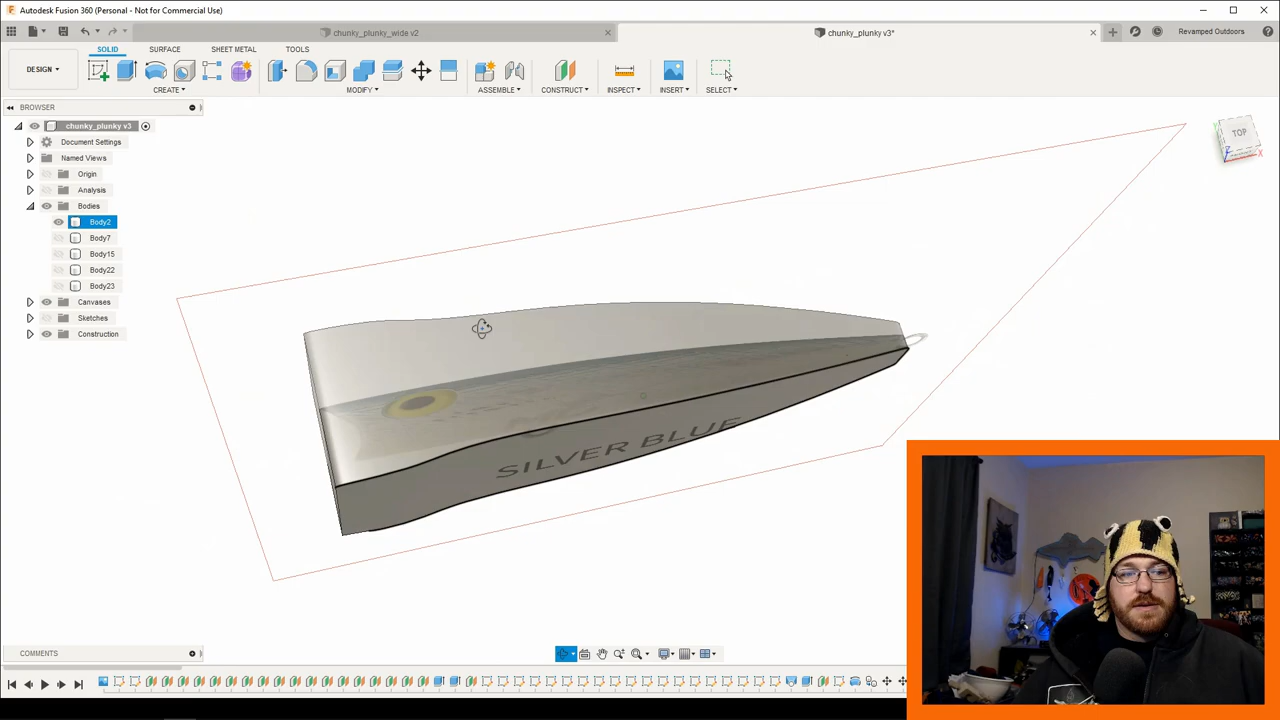 Autodesk Fusion 360 (Personal - Not for Commercial Use)
chunky_plunky_wide v2
chunky_plunky v3*
Revamped Outdoors
DESIGN
SOLID
SURFACE
SHEET METAL
TOOLS
CREATE
MODIFY
ASSEMBLE
CONSTRUCT
INSPECT
INSERT
SELECT
BROWSER
chunky_plunky v3
Document Settings
Named Views
Origin
Analysis
Bodies
Body2
Body7
Body15
Body22
Body23
Canvases
Sketches
Construction
TOP
X
Y
Z
SILVER BLUE
COMMENTS